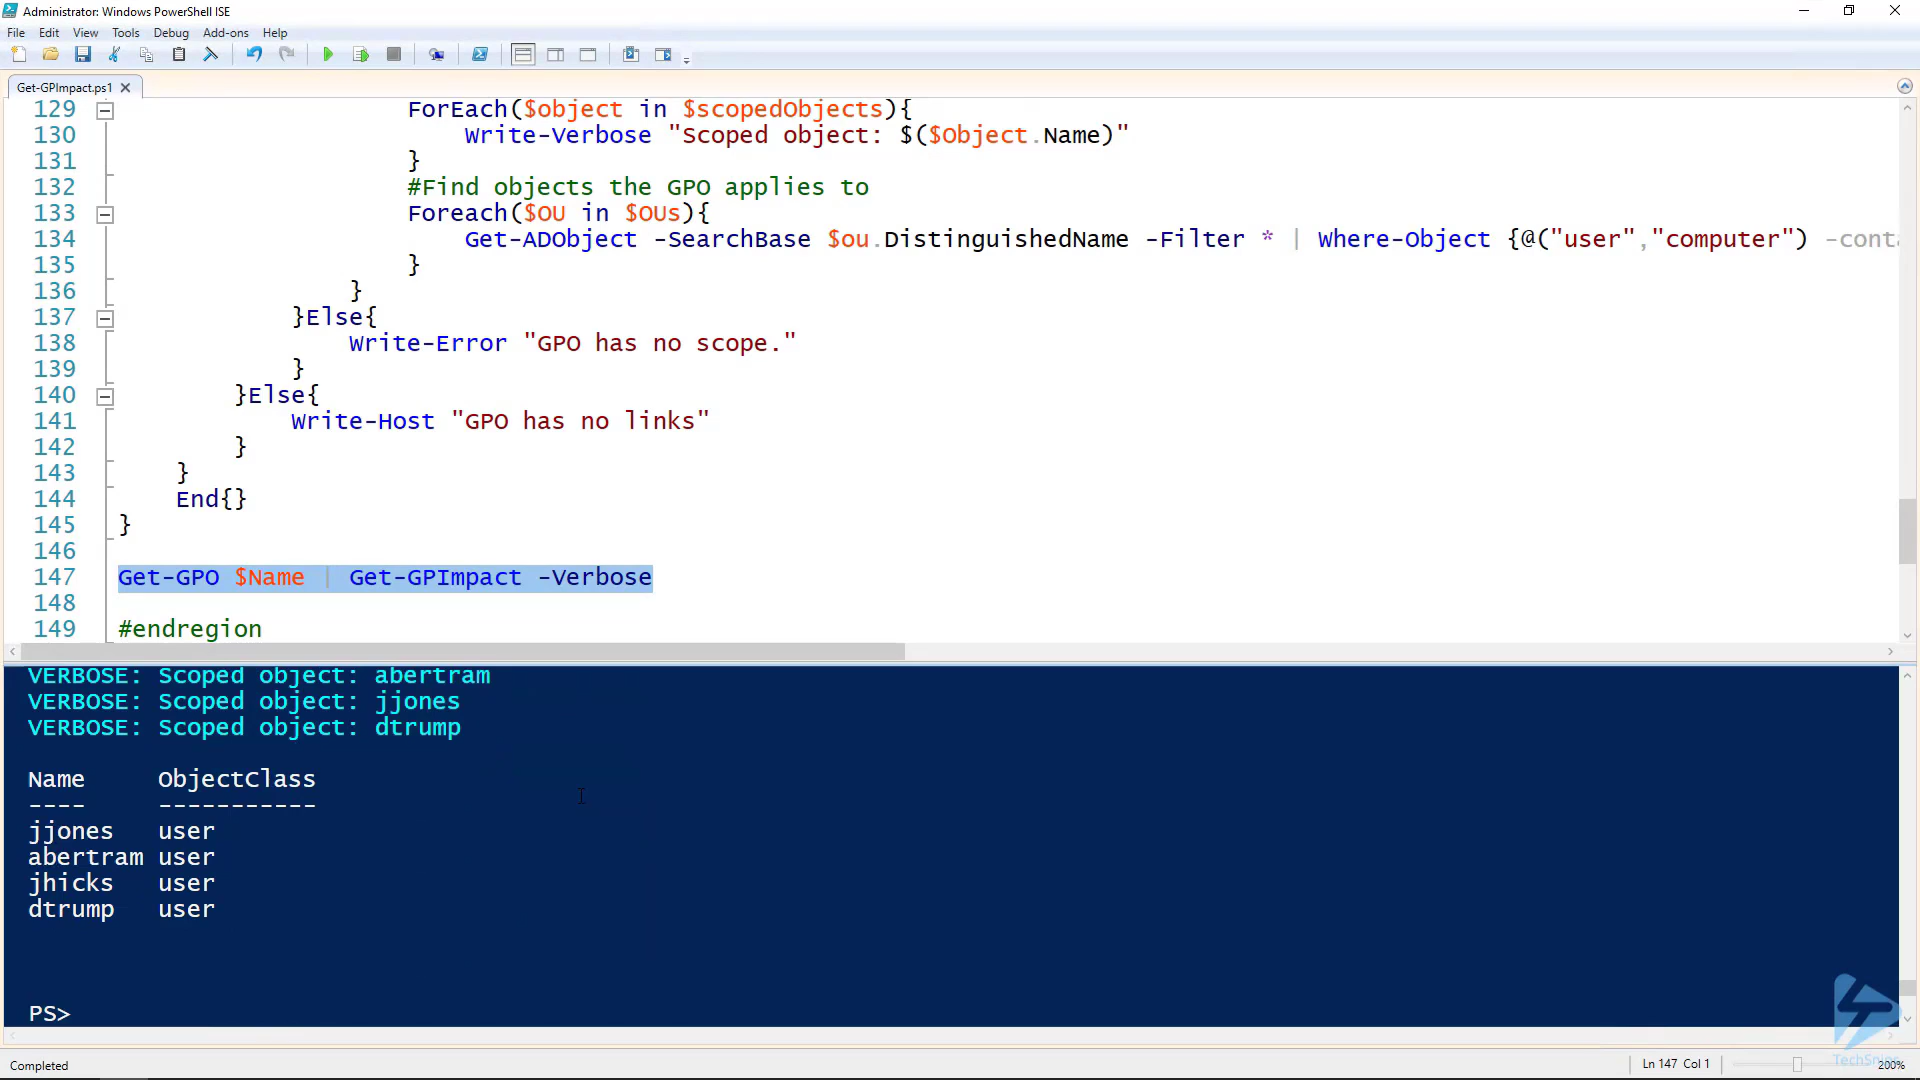 Administrator: Windows PowerShell ISE
File Edit View Tools Debug Add-ons Help
Get-GPImpact.ps1
129 ForEach($object in $scopedObjects){
130 Write-Verbose "Scoped object: $($Object.Name)"
131 }
132 #Find objects the GPO applies to
133 Foreach($OU in $OUs){
134 Get-ADObject -SearchBase $ou.DistinguishedName -Filter * | Where-Object {@("user","computer") -conta
135 }
136 }
137 }Else{
138 Write-Error "GPO has no scope."
139 }
140 }Else{
141 Write-Host "GPO has no links"
142 }
143 }
144 End{}
145 }
146
147 Get-GPO $Name | Get-GPImpact -Verbose
148
149 #endregion
VERBOSE: Scoped object: abertram
VERBOSE: Scoped object: jjones
VERBOSE: Scoped object: dtrump
Name ObjectClass
---- -----------
jjones user
abertram user
jhicks user
dtrump user
PS>
Completed
Ln 147 Col 1
200%